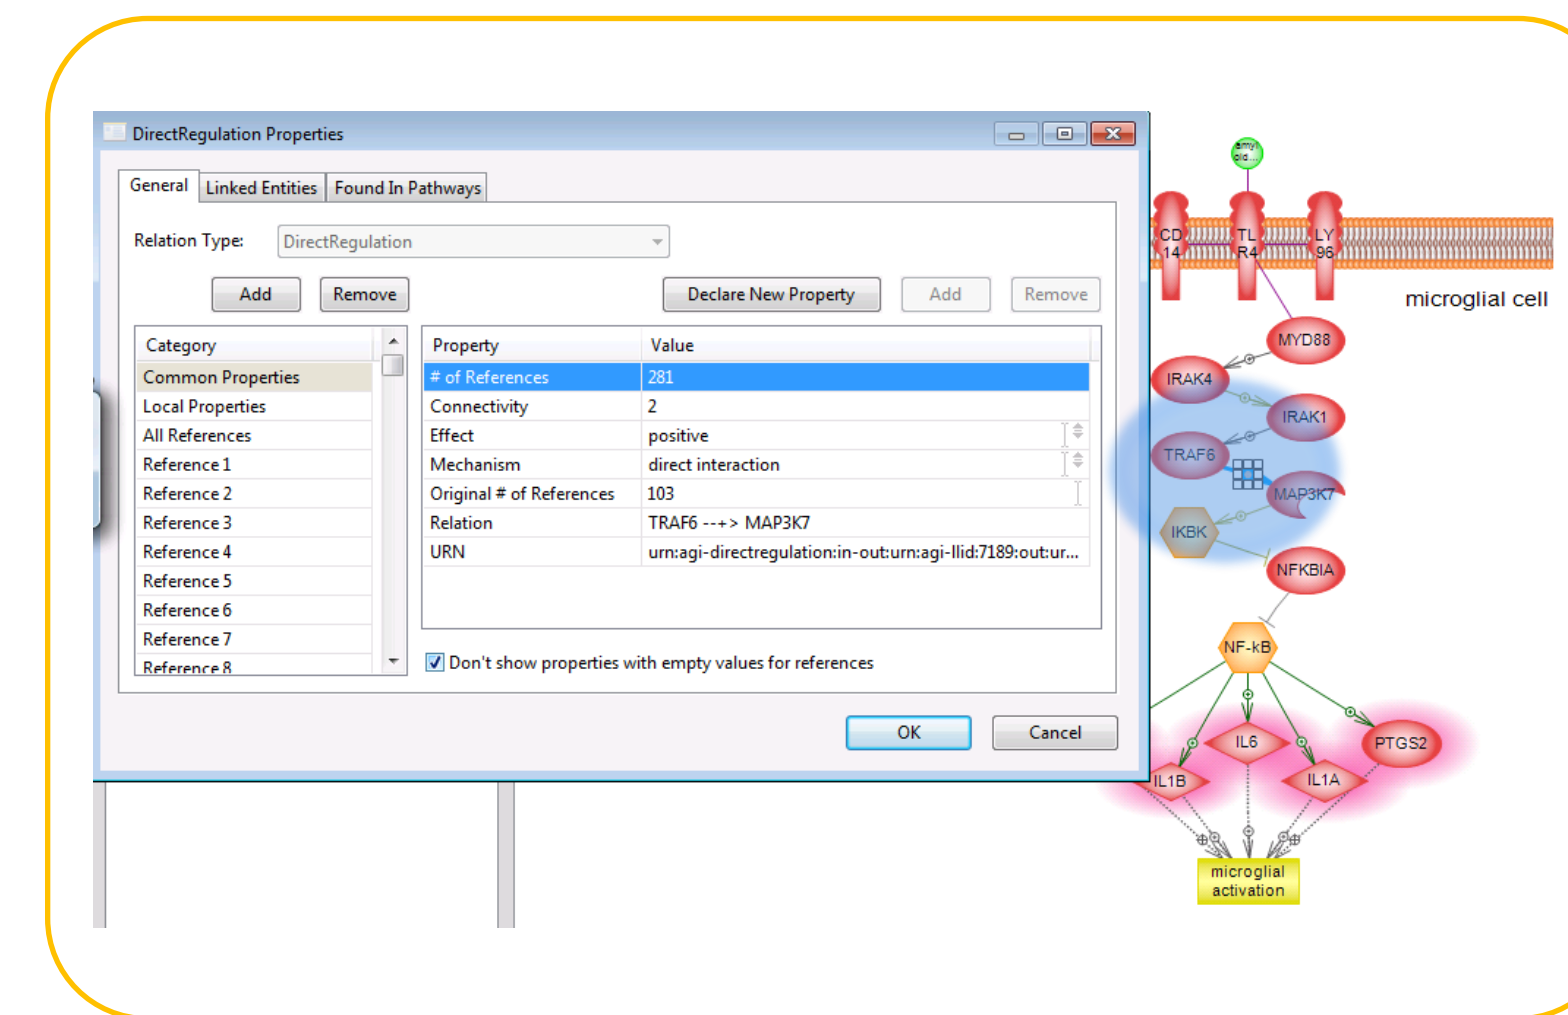 DirectRegulation Properties
General Linked Entities Found In Pathways
Relation Type: DirectRegulation
Add Remove Declare New Property Add Remove
Category
Common Properties
Local Properties
All References
Reference 1
Reference 2
Reference 3
Reference 4
Reference 5
Reference 6
Reference 7
Reference 8
Property Value
# of References 281
Connectivity 2
Effect positive
Mechanism direct interaction
Original # of References 103
Relation TRAF6 --+> MAP3K7
URN urn:agi-directregulation:in-out:urn:agi-llid:7189:out:ur...
Don't show properties with empty values for references
OK Cancel
amyl
oid...
CD
14
TL
R4
LY
96
microglial cell
MYD88
IRAK4
IRAK1
TRAF6
MAP3K7
IKBK
NFKBIA
NF-kB
IL6
PTGS2
IL1B
IL1A
microglial
activation